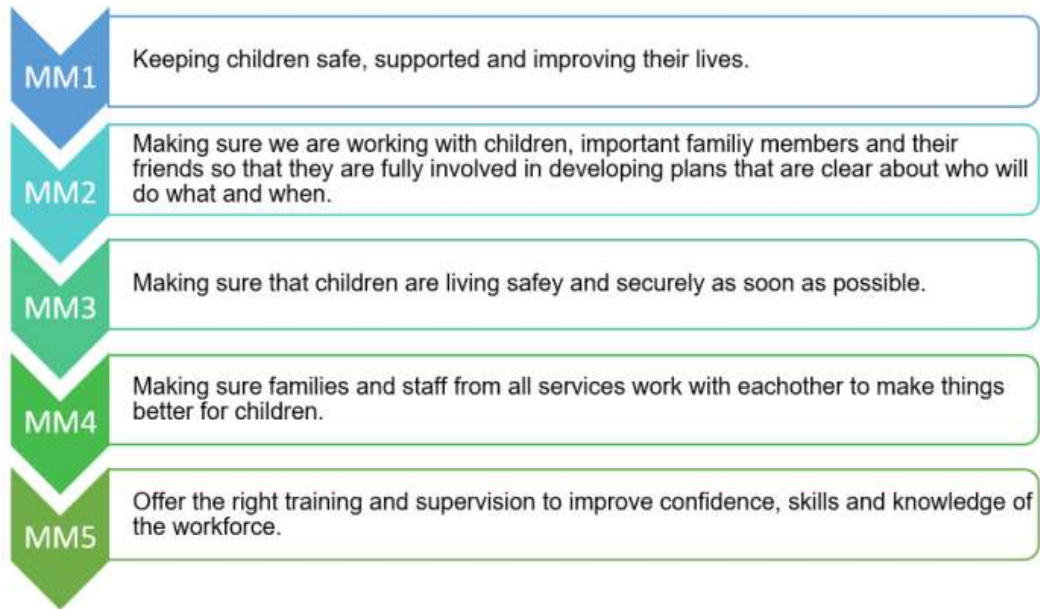 MM1
Keeping children safe, supported and improving their lives.
MM2
Making sure we are working with children, important familiy members and their
friends so that they are fully involved in developing plans that are clear about who will
do what and when.
MM3
Making sure that children are living safey and securely as soon as possible.
MM4
Making sure families and staff from all services work with eachother to make things
better for children.
MM5
Offer the right training and supervision to improve confidence, skills and knowledge of
the workforce.